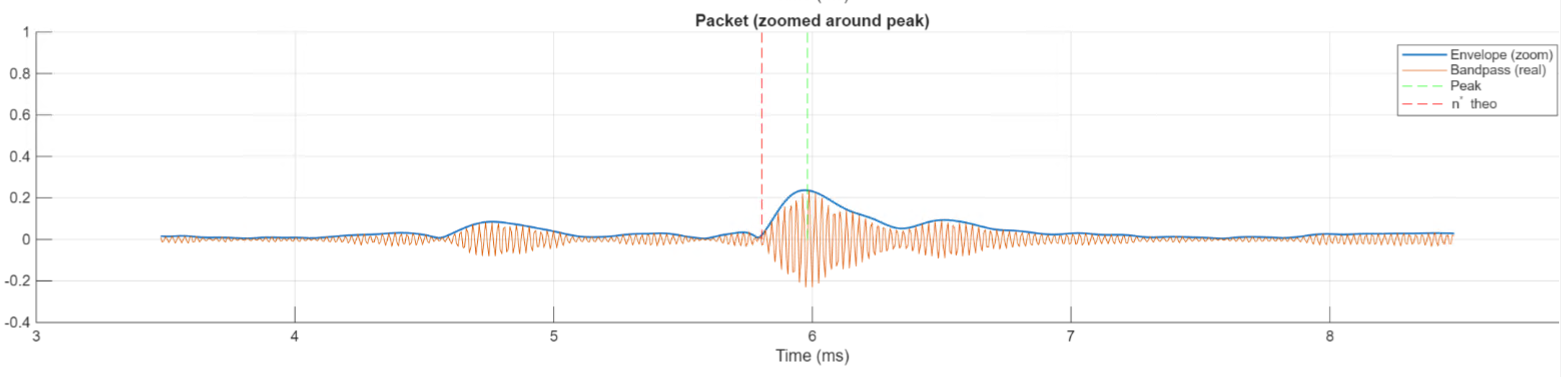 Packet (zoomed around peak)
1
0.8
0.6
0.4
0.2
0
-0.2
-0.4
3 4 5 6 7 8
Time (ms)
Envelope (zoom)
Bandpass (real)
Peak
n* theo